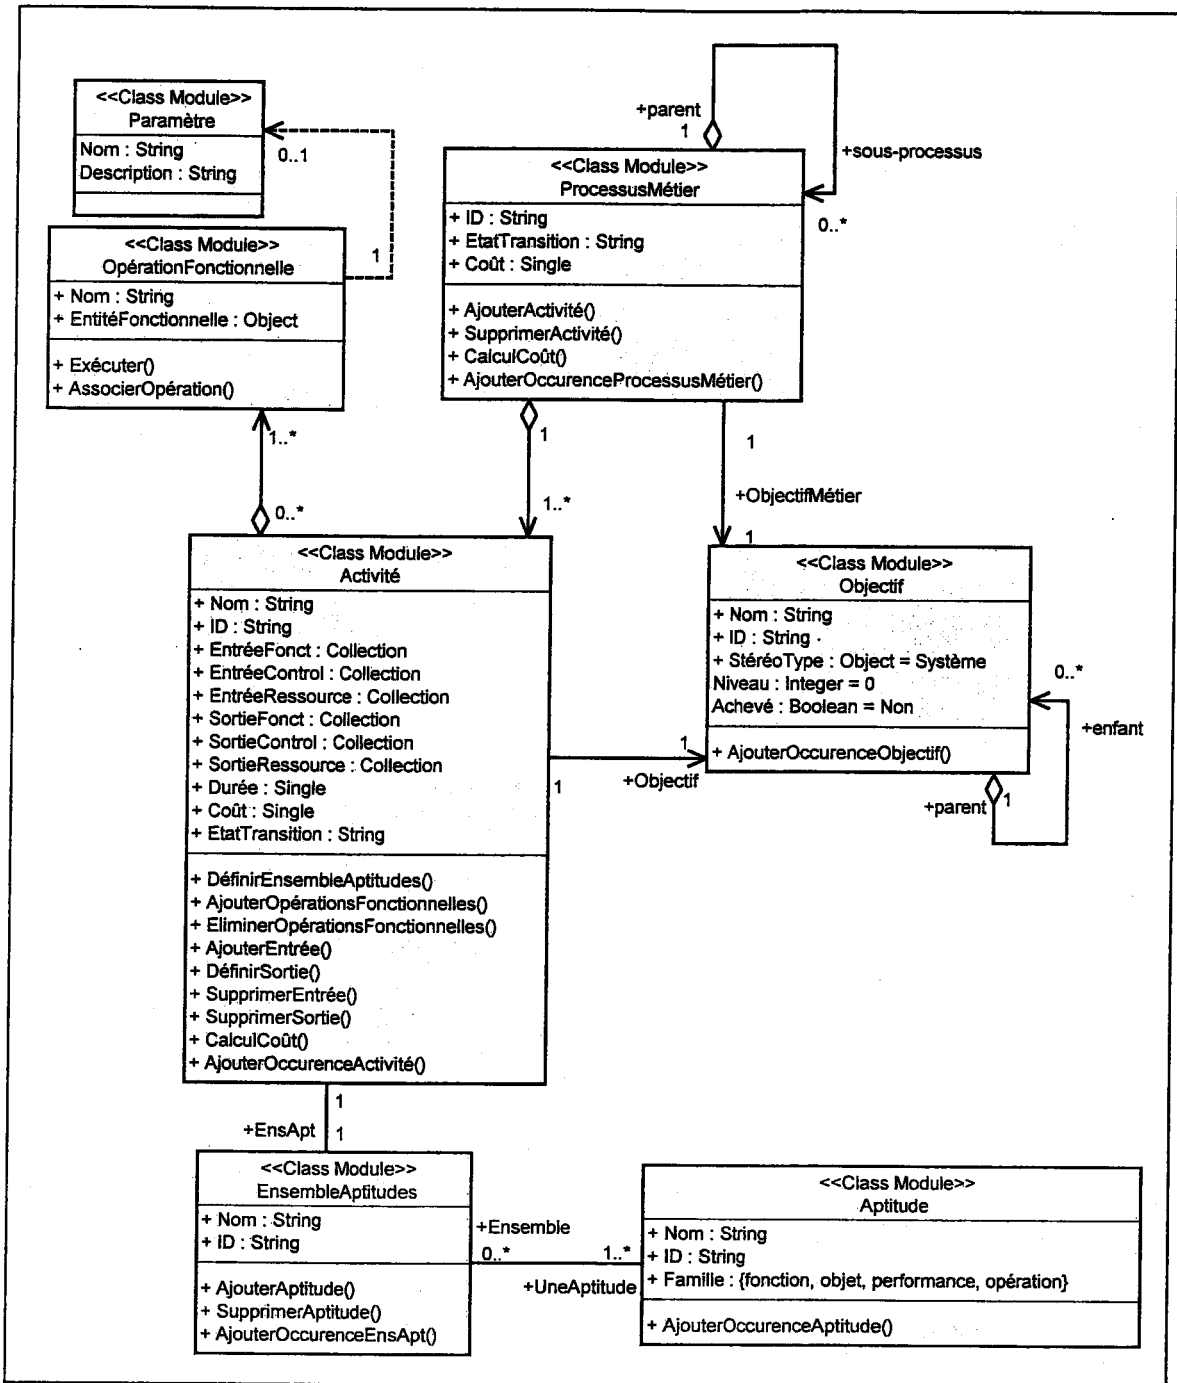 <<Class Module>>
Paramètre
Nom : String
Description : String
0..1
1
<<Class Module>>
OpérationFonctionnelle
+ Nom : String
+ EntitéFonctionnelle : Object
+ Exécuter()
+ AssocierOpération()
1..*
0..*
+parent
1
+sous-processus
0..*
<<Class Module>>
ProcessusMétier
+ ID : String
+ EtatTransition : String
+ Coût : Single
+ AjouterActivité()
+ SupprimerActivité()
+ CalculCoût()
+ AjouterOccurenceProcessusMétier()
1
1..*
1
+ObjectifMétier
1
<<Class Module>>
Activité
+ Nom : String
+ ID : String
+ EntréeFonct : Collection
+ EntréeControl : Collection
+ EntréeRessource : Collection
+ SortieFonct : Collection
+ SortieControl : Collection
+ SortieRessource : Collection
+ Durée : Single
+ Coût : Single
+ EtatTransition : String
+ DéfinirEnsembleAptitudes()
+ AjouterOpérationsFonctionnelles()
+ EliminerOpérationsFonctionnelles()
+ AjouterEntrée()
+ DéfinirSortie()
+ SupprimerEntrée()
+ SupprimerSortie()
+ CalculCoût()
+ AjouterOccurenceActivité()
1
1
+Objectif
<<Class Module>>
Objectif
+ Nom : String
+ ID : String
+ StéréoType : Object = Système
Niveau : Integer = 0
Achevé : Boolean = Non
+ AjouterOccurenceObjectif()
0..*
+enfant
+parent
1
1
+EnsApt
1
<<Class Module>>
EnsembleAptitudes
+ Nom : String
+ ID : String
+ AjouterAptitude()
+ SupprimerAptitude()
+ AjouterOccurenceEnsApt()
+Ensemble
0..*
1..*
+UneAptitude
<<Class Module>>
Aptitude
+ Nom : String
+ ID : String
+ Famille : {fonction, objet, performance, opération}
+ AjouterOccurenceAptitude()